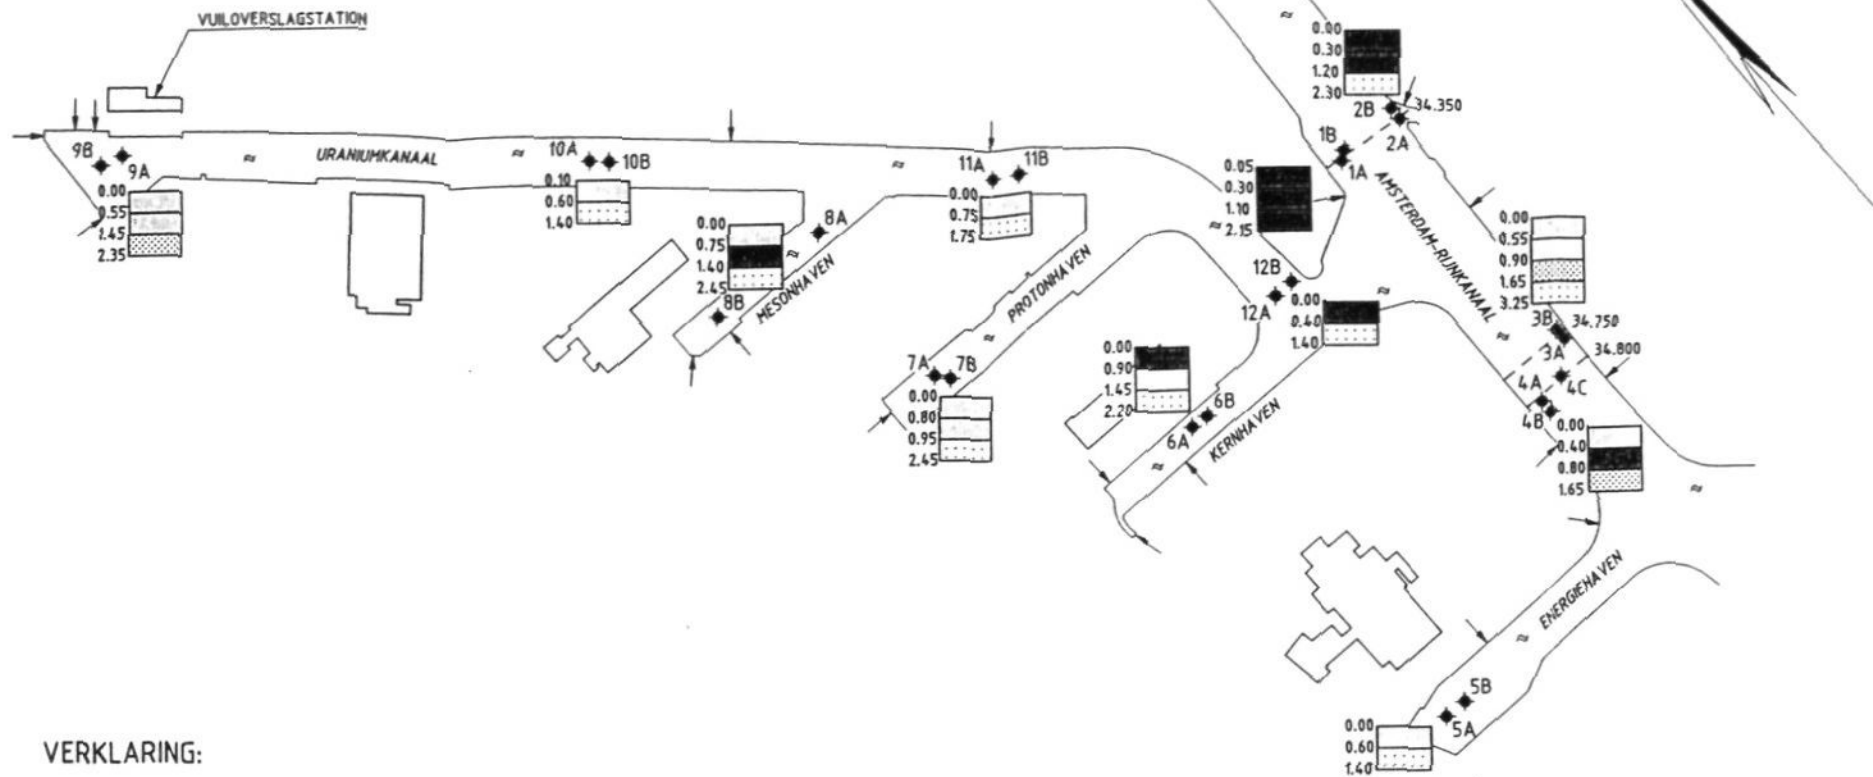 VUILOVERSLAGSTATION
0.00
0.30
1.20
2.30
2B
34.350
2A
1B
1A
9B
9A
URANIUMKANAAL
10A
10B
11A
11B
0.00
0.55
1.45
2.35
0.10
0.60
1.40
0.00
0.75
1.40
2.45
8A
8B
MESONHAVEN
0.00
0.75
1.75
PROTONHAVEN
0.05
0.30
1.10
2.15
AMSTERDAM-RIJNKANAAL
12B
12A
0.00
0.40
1.40
0.00
0.55
0.90
1.65
3.25
3B
34.750
3A
34.800
4A
4C
4B
7A
7B
0.00
0.80
0.95
2.45
0.00
0.90
1.45
2.20
6B
6A
KERNHAVEN
0.00
0.40
0.80
1.65
ENERGIEHAVEN
5B
5A
0.00
0.60
1.40
VERKLARING: